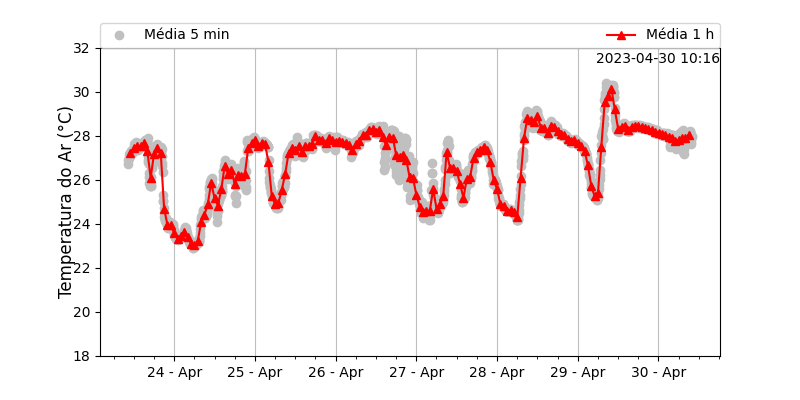 Média 5 min
Média 1 h
2023-04-30 10:16
Temperatura do Ar (°C)
32
30
28
26
24
22
20
18
24 - Apr
25 - Apr
26 - Apr
27 - Apr
28 - Apr
29 - Apr
30 - Apr